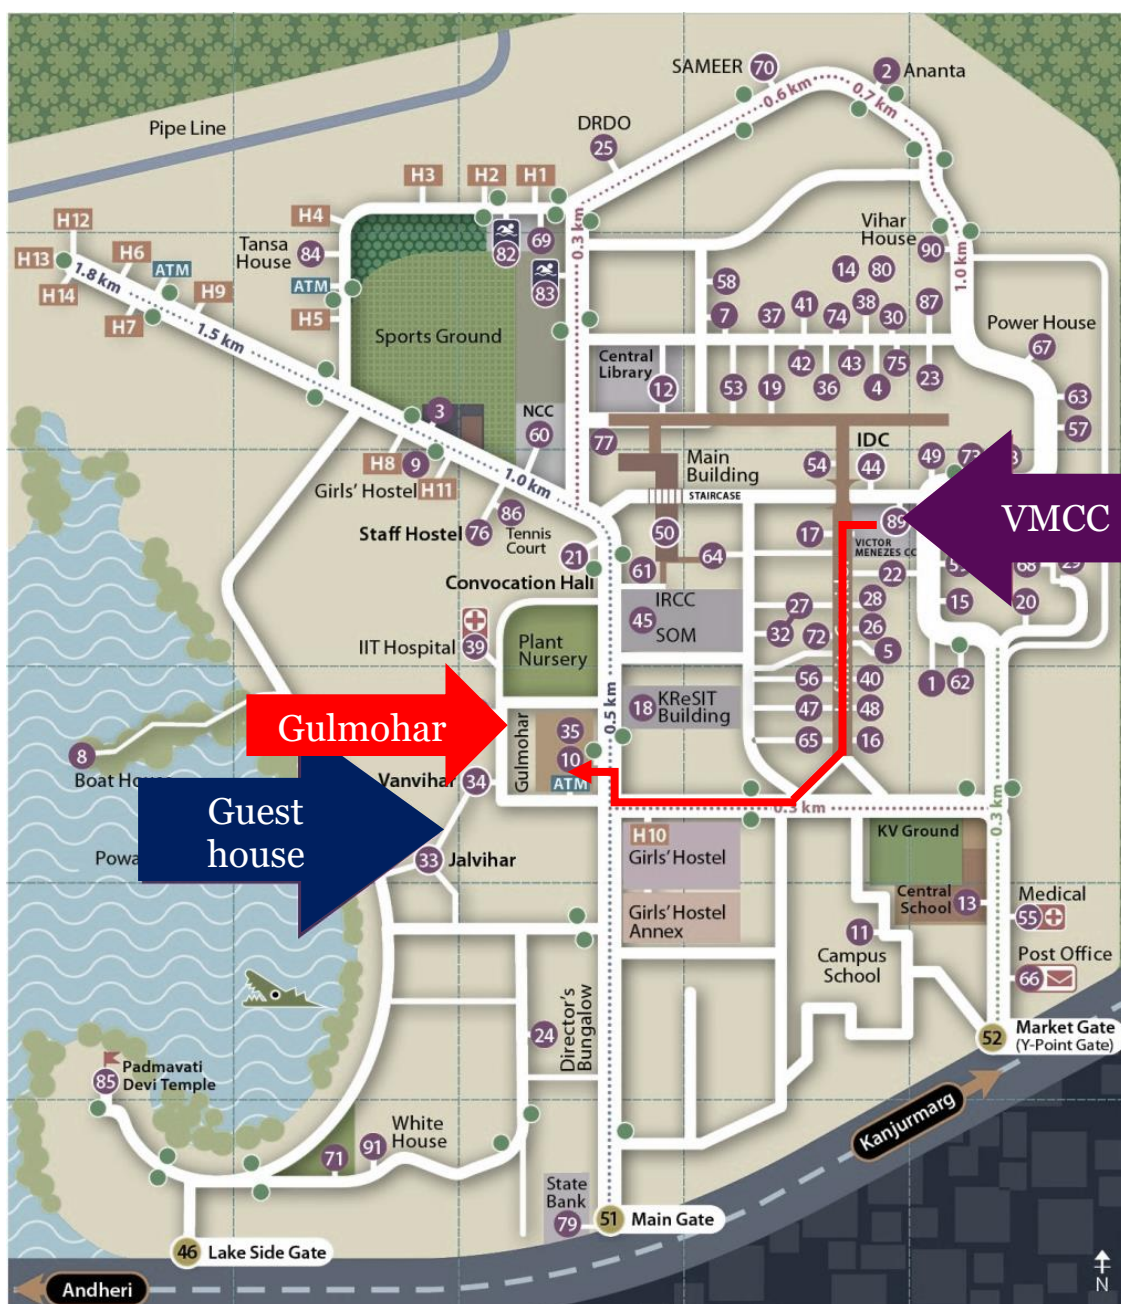 SAMEER 70
2 Ananta
0.6 km
0.7 km
DRDO
25
Pipe Line
H3
H2
H1
H12
H4
82
69
0.3 km
Vihar
House
90
H13
H6
ATM
Tansa
House
84
83
14
80
1.0 km
1.8 km
H14
H7
H9
ATM
H5
58
7
37
41
74
38
30
87
Power House
67
1.5 km
Sports Ground
Central
Library
12
42
36
43
4
75
23
53
19
63
57
3
NCC
60
77
Main
Building
STAIRCASE
IDC
54
44
49
73
H8
9
Girls' Hostel
H11
1.0 km
86
Tennis
Court
Staff Hostel 76
50
17
89
VICTOR
MENEZES CC
VMCC
21
Convocation Hall
61
64
22
68
29
15
20
IRCC
45
SOM
27
32
72
28
26
5
IIT Hospital 39
Plant
Nursery
56
40
1
62
18 KReSIT
Building
47
48
65
16
0.5 km
Gulmohar
Gulmohar
35
10
ATM
8
Boat House
Vanvihar 34
Guest
house
33 Jalvihar
0.3 km
0.3 km
H10
Girls' Hostel
Girls' Hostel
Annex
KV Ground
Central
School
13
Medical
55
11
Campus
School
Post Office
66
52 Market Gate
(Y-Point Gate)
Director's
Bungalow
24
Padmavati
Devi Temple
85
Kanjurmarg
White
House
71
91
State
Bank
79
51 Main Gate
46 Lake Side Gate
Andheri
N